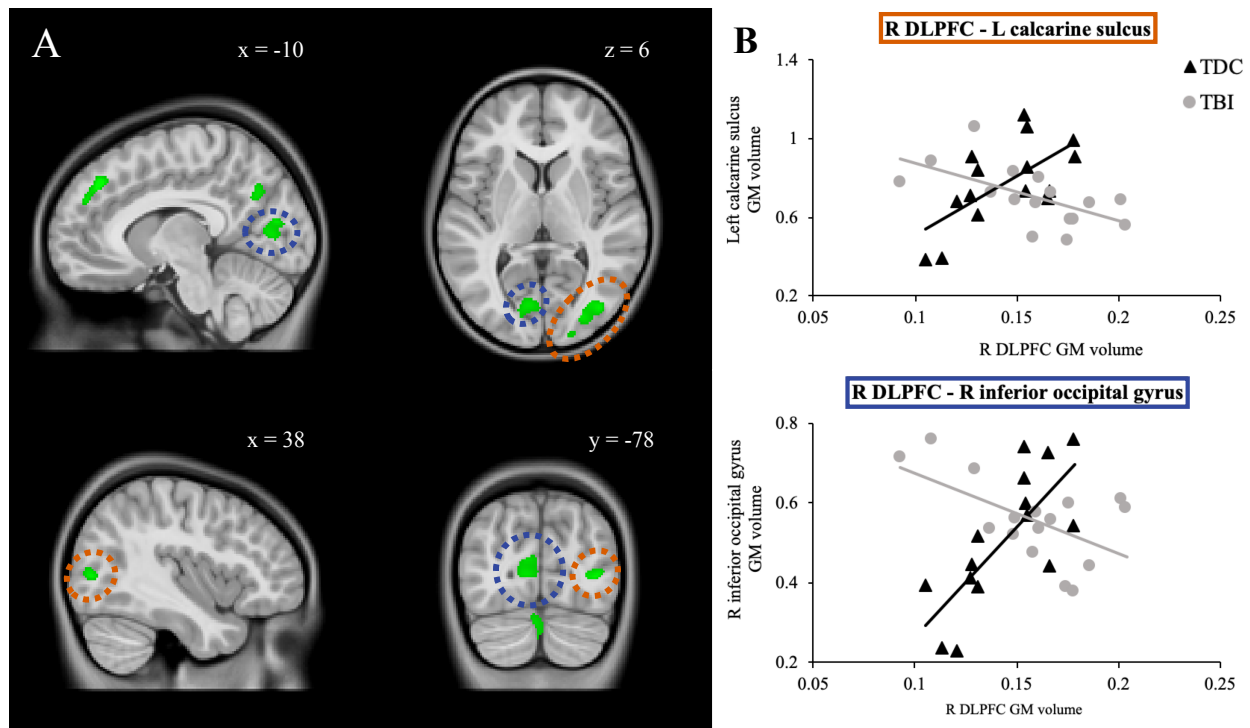 A
x = -10
z = 6
x = 38
y = -78
B
R DLPFC - L calcarine sulcus
TDC
TBI
Left calcarine sulcus
GM volume
1.4
1
0.6
0.2
0.05
0.1
0.15
0.2
0.25
R DLPFC GM volume
R DLPFC - R inferior occipital gyrus
R inferior occipital gyrus
GM volume
0.8
0.6
0.4
0.2
0.05
0.1
0.15
0.2
0.25
R DLPFC GM volume